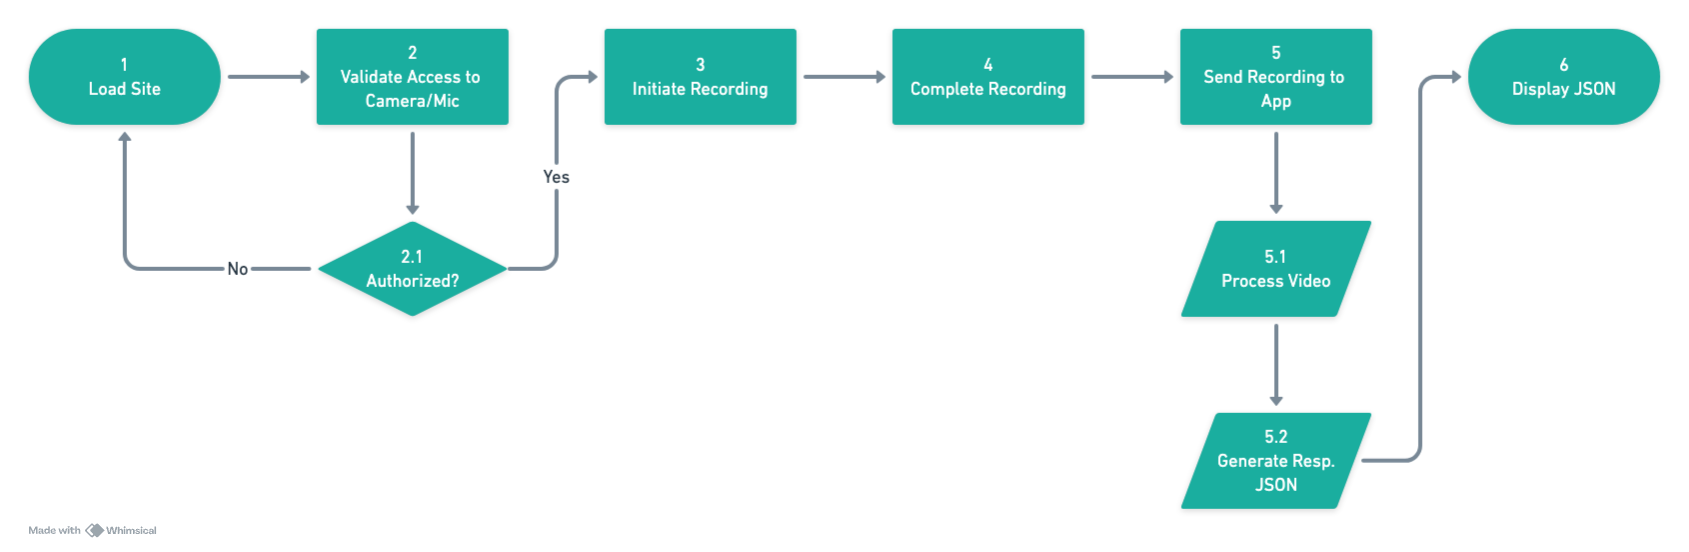 1
Load Site
2
Validate Access to
Camera/Mic
3
Initiate Recording
4
Complete Recording
5
Send Recording to
App
6
Display JSON
Yes
No
2.1
Authorized?
5.1
Process Video
5.2
Generate Resp.
JSON
Made with Whimsical